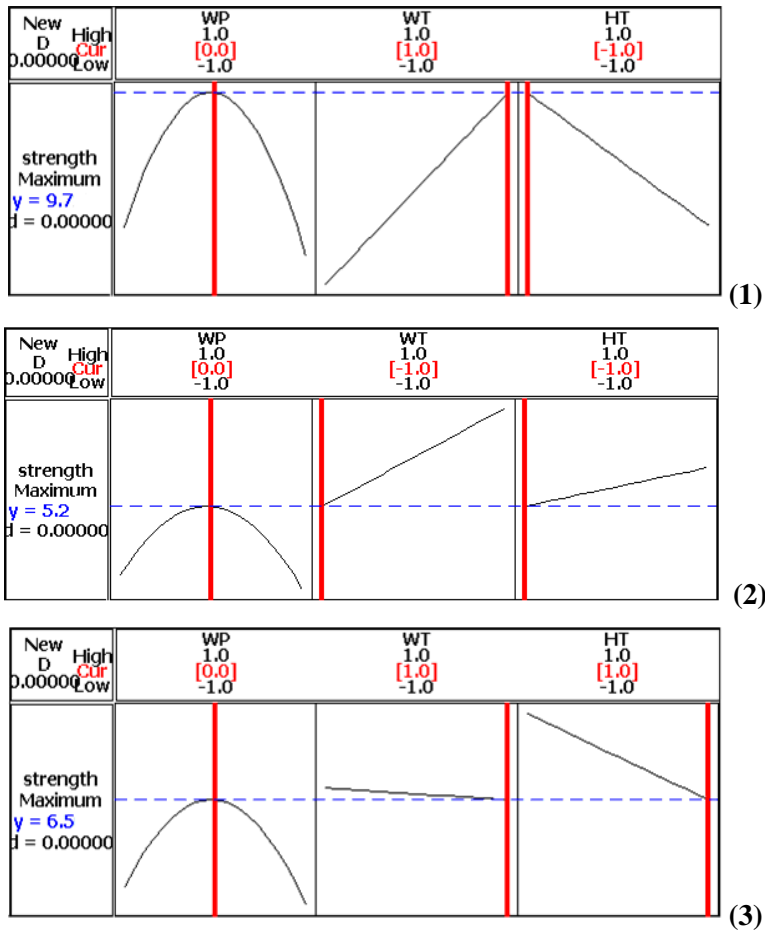 New
D
0.00000
High
Cur
Low
WP
1.0
[0.0]
-1.0
WT
1.0
[1.0]
-1.0
HT
1.0
[-1.0]
-1.0
strength
Maximum
y = 9.7
d = 0.00000
(1)
New
D
0.00000
High
Cur
Low
WP
1.0
[0.0]
-1.0
WT
1.0
[-1.0]
-1.0
HT
1.0
[-1.0]
-1.0
strength
Maximum
y = 5.2
d = 0.00000
(2)
New
D
0.00000
High
Cur
Low
WP
1.0
[0.0]
-1.0
WT
1.0
[1.0]
-1.0
HT
1.0
[1.0]
-1.0
strength
Maximum
y = 6.5
d = 0.00000
(3)